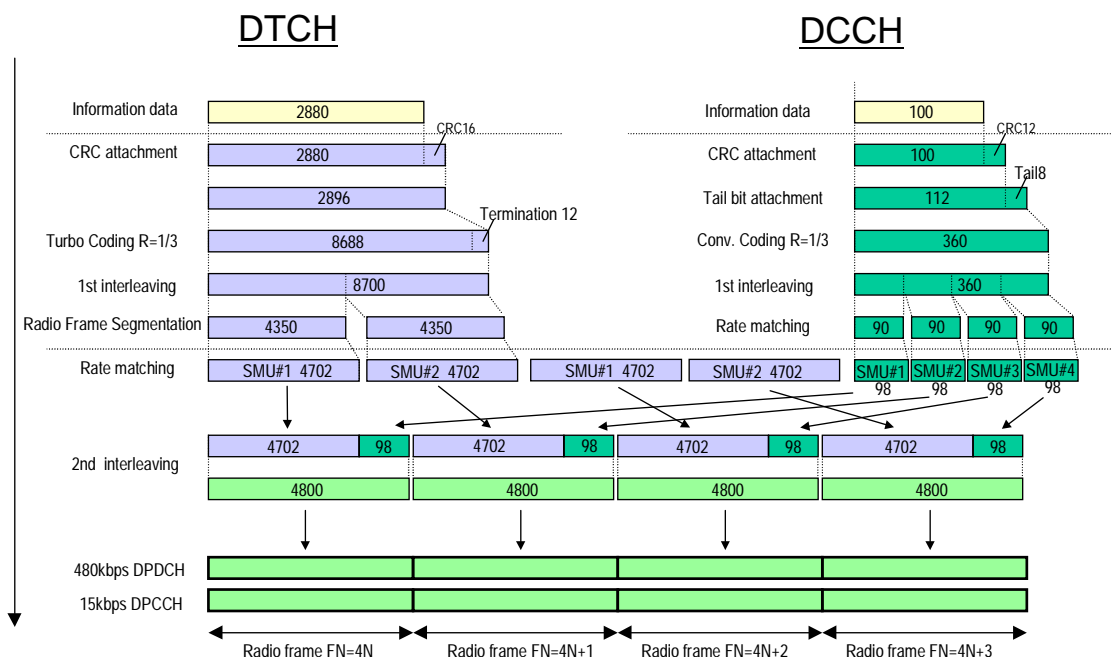 DTCH DCCH
Information data 2880 Information data 100
CRC16 CRC12
CRC attachment 2880 CRC attachment 100
Tail8
2896 Tail bit attachment 112
Termination 12
Turbo Coding R=1/3 8688 Conv. Coding R=1/3 360
1st interleaving 8700 1st interleaving 360
Radio Frame Segmentation 4350 4350 Rate matching 90 90 90 90
Rate matching SMU#1 4702 SMU#2 4702 SMU#1 4702 SMU#2 4702 SMU#1 SMU#2 SMU#3 SMU#4
98 98 98 98
4702 98 4702 98 4702 98 4702 98
2nd interleaving
4800 4800 4800 4800
480kbps DPDCH
15kbps DPCCH
Radio frame FN=4N Radio frame FN=4N+1 Radio frame FN=4N+2 Radio frame FN=4N+3